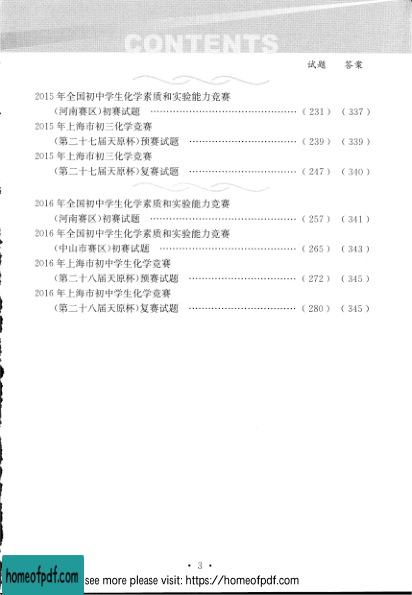 CONTENTS
试题 答案
2015 年全国初中学生化学素质和实验能力竞赛
(河南赛区)初赛试题 ……………………………………( 231 ) ( 337 )
2015 年上海市初三化学竞赛
(第二十七届天原杯)预赛试题 ……………………………( 239 ) ( 339 )
2015 年上海市初三化学竞赛
(第二十七届天原杯)复赛试题 ……………………………( 247 ) ( 340 )
2016 年全国初中学生化学素质和实验能力竞赛
(河南赛区)初赛试题 ……………………………………( 257 ) ( 341 )
2016 年全国初中学生化学素质和实验能力竞赛
(中山市赛区)初赛试题 …………………………………( 265 ) ( 343 )
2016 年上海市初中学生化学竞赛
(第二十八届天原杯)预赛试题 ……………………………( 272 ) ( 345 )
2016 年上海市初中学生化学竞赛
(第二十八届天原杯)复赛试题 ……………………………( 280 ) ( 345 )
• 3 •
homeofpdf.com see more please visit: https://homeofpdf.com